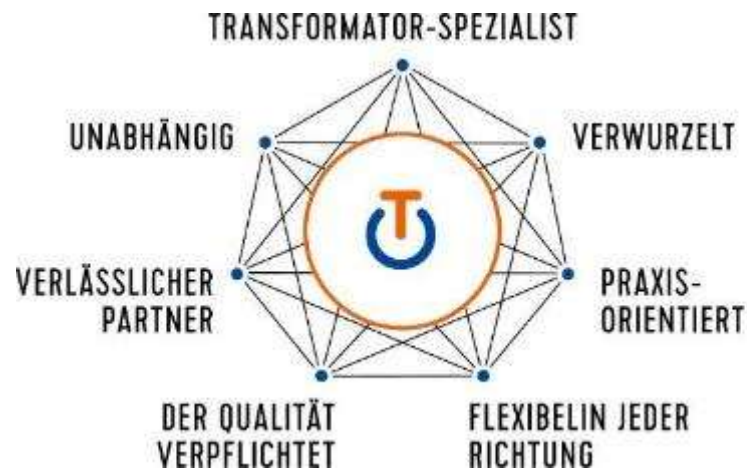 TRANSFORMATOR-SPEZIALIST
UNABHÄNGIG
VERWURZELT
VERLÄSSLICHER
PARTNER
PRAXIS-
ORIENTIERT
DER QUALITÄT
VERPFLICHTET
FLEXIBELIN JEDER
RICHTUNG